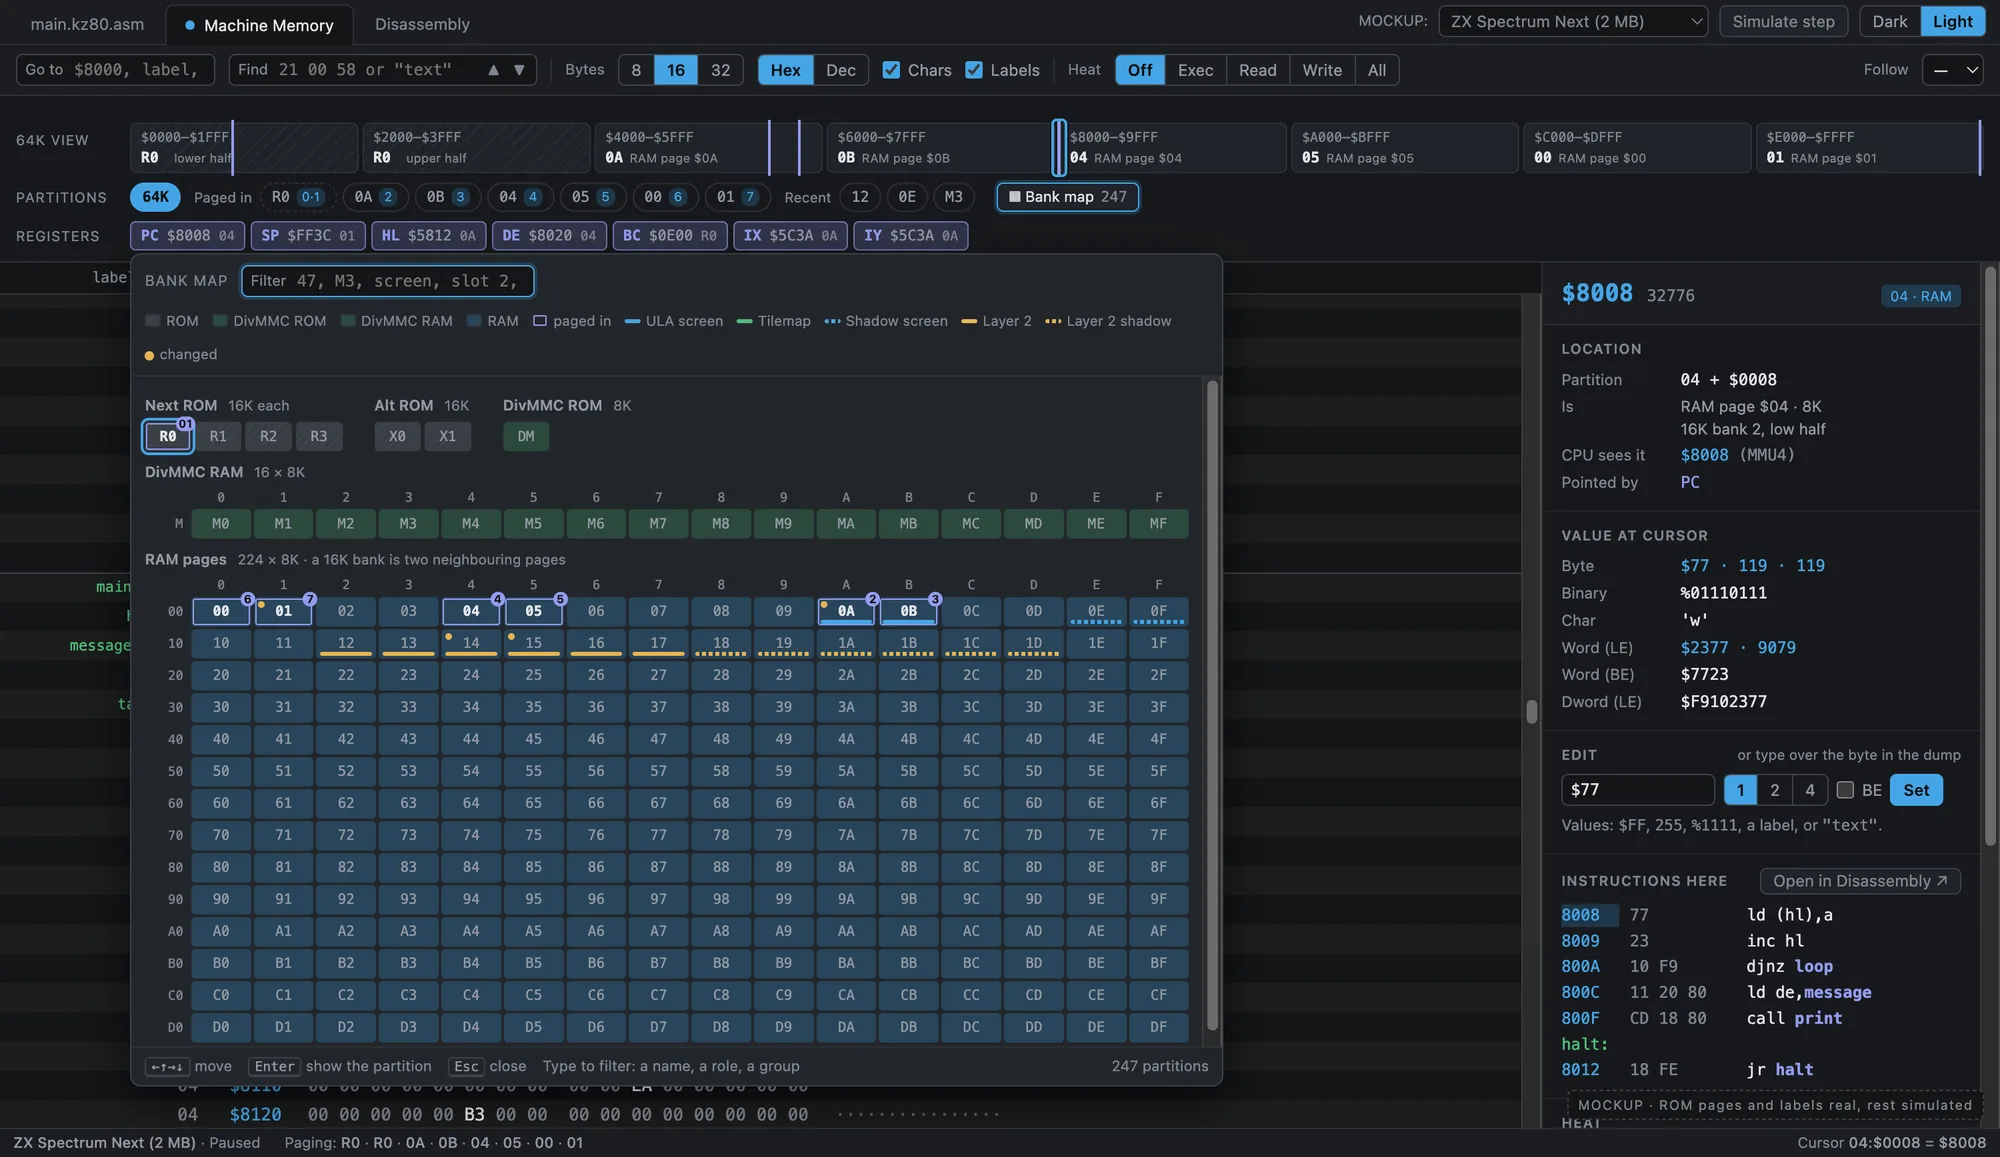 main.kz80.asm
Machine Memory
Disassembly
MOCKUP: ZX Spectrum Next (2 MB)
Simulate step
Dark Light
Go to $8000, label,
Find 21 00 58 or "text" ▲ ▼
Bytes 8 16 32
Hex Dec
Chars
Labels
Heat Off Exec Read Write All
Follow —
64K VIEW
$0000—$1FFF
R0 lower half
$2000—$3FFF
R0 upper half
$4000—$5FFF
0A RAM page $0A
$6000—$7FFF
0B RAM page $0B
$8000—$9FFF
04 RAM page $04
$A000—$BFFF
05 RAM page $05
$C000—$DFFF
00 RAM page $00
$E000—$FFFF
01 RAM page $01
PARTITIONS 64K Paged in R0 0·1 0A 2 0B 3 04 4 05 5 00 6 01 7 Recent 12 0E M3 Bank map 247
REGISTERS PC $8008 04 SP $FF3C 01 HL $5812 0A DE $8020 04 BC $0E00 R0 IX $5C3A 0A IY $5C3A 0A
BANK MAP Filter 47, M3, screen, slot 2,
ROM DivMMC ROM DivMMC RAM RAM paged in ULA screen Tilemap Shadow screen Layer 2 Layer 2 shadow
changed
Next ROM 16K each
R0 01 R1 R2 R3
Alt ROM 16K
X0 X1
DivMMC ROM 8K
DM
DivMMC RAM 16 × 8K
0 1 2 3 4 5 6 7 8 9 A B C D E F
M M0 M1 M2 M3 M4 M5 M6 M7 M8 M9 MA MB MC MD ME MF
RAM pages 224 × 8K · a 16K bank is two neighbouring pages
0 1 2 3 4 5 6 7 8 9 A B C D E F
6 7 4 5 2 3
00 00 01 02 03 04 05 06 07 08 09 0A 0B 0C 0D 0E 0F
10 10 11 12 13 14 15 16 17 18 19 1A 1B 1C 1D 1E 1F
20 20 21 22 23 24 25 26 27 28 29 2A 2B 2C 2D 2E 2F
30 30 31 32 33 34 35 36 37 38 39 3A 3B 3C 3D 3E 3F
40 40 41 42 43 44 45 46 47 48 49 4A 4B 4C 4D 4E 4F
50 50 51 52 53 54 55 56 57 58 59 5A 5B 5C 5D 5E 5F
60 60 61 62 63 64 65 66 67 68 69 6A 6B 6C 6D 6E 6F
70 70 71 72 73 74 75 76 77 78 79 7A 7B 7C 7D 7E 7F
80 80 81 82 83 84 85 86 87 88 89 8A 8B 8C 8D 8E 8F
90 90 91 92 93 94 95 96 97 98 99 9A 9B 9C 9D 9E 9F
A0 A0 A1 A2 A3 A4 A5 A6 A7 A8 A9 AA AB AC AD AE AF
B0 B0 B1 B2 B3 B4 B5 B6 B7 B8 B9 BA BB BC BD BE BF
C0 C0 C1 C2 C3 C4 C5 C6 C7 C8 C9 CA CB CC CD CE CF
D0 D0 D1 D2 D3 D4 D5 D6 D7 D8 D9 DA DB DC DD DE DF
←↑→↓ move Enter show the partition Esc close Type to filter: a name, a role, a group
247 partitions
main
message
04 $8120 00 00 00 00 00 B3 00 00 00 00 00 00 00 00 00 00 ················
$8008 32776
04 · RAM
LOCATION
Partition 04 + $0008
Is RAM page $04 · 8K
16K bank 2, low half
CPU sees it $8008 (MMU4)
Pointed by PC
VALUE AT CURSOR
Byte $77 · 119 · 119
Binary %01110111
Char 'w'
Word (LE) $2377 · 9079
Word (BE) $7723
Dword (LE) $F9102377
EDIT
or type over the byte in the dump
$77 1 2 4 BE Set
Values: $FF, 255, %1111, a label, or "text".
INSTRUCTIONS HERE
Open in Disassembly ↗
8008 77 ld (hl),a
8009 23 inc hl
800A 10 F9 djnz loop
800C 11 20 80 ld de,message
800F CD 18 80 call print
halt:
8012 18 FE jr halt
MOCKUP · ROM pages and labels real, rest simulated
HEAT
ZX Spectrum Next (2 MB) · Paused
Paging: R0 · R0 · 0A · 0B · 04 · 05 · 00 · 01
Cursor 04:$0008 = $8008